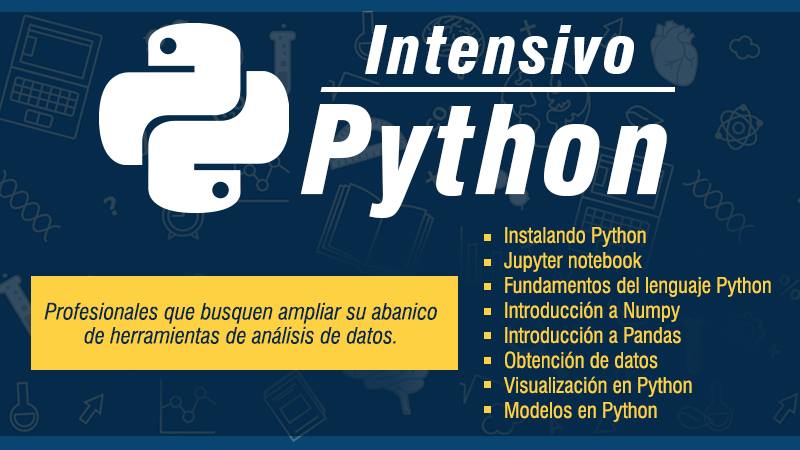 Intensivo
Python
Profesionales que busquen ampliar su abanico
de herramientas de análisis de datos.
Instalando Python
Jupyter notebook
Fundamentos del lenguaje Python
Introducción a Numpy
Introducción a Pandas
Obtención de datos
Visualización en Python
Modelos en Python